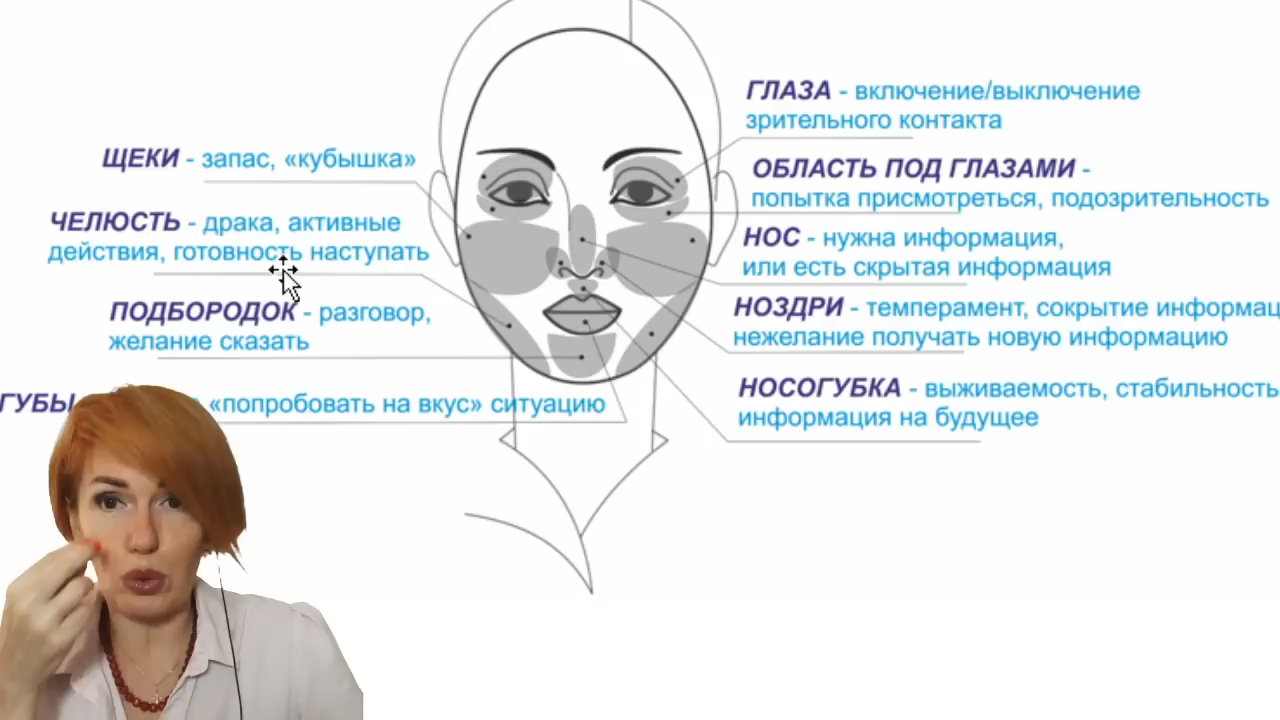 ЩЕКИ - запас, «кубышка»
ЧЕЛЮСТЬ - драка, активные
действия, готовность наступать
ПОДБОРОДОК - разговор,
желание сказать
ГУБЫ «попробовать на вкус» ситуацию
ГЛАЗА - включение/выключение
зрительного контакта
ОБЛАСТЬ ПОД ГЛАЗАМИ -
попытка присмотреться, подозрительность
НОС - нужна информация,
или есть скрытая информация
НОЗДРИ - темперамент, сокрытие информац
нежелание получать новую информацию
НОСОГУБКА - выживаемость, стабильность
информация на будущее